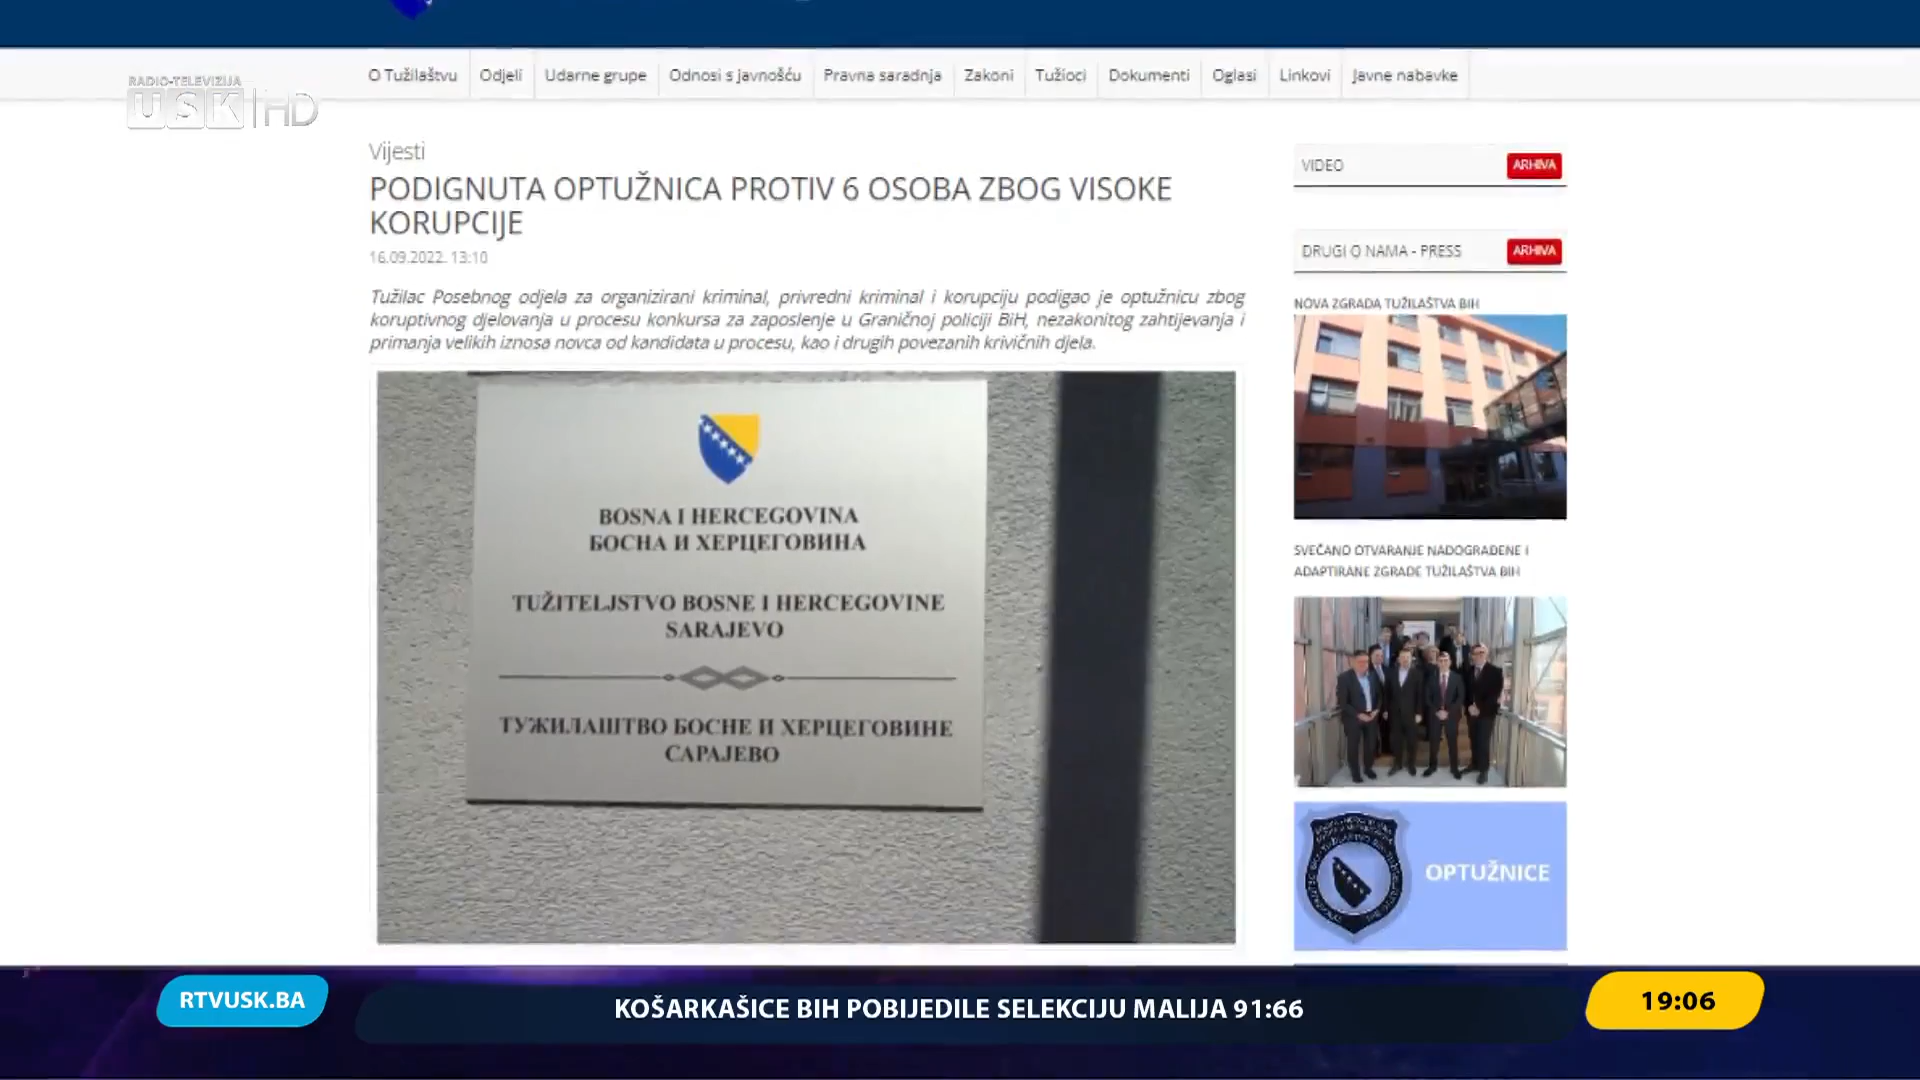 RADIO-TELEVIZIJA
USK HD
O Tužilaštvu Odjeli Udarne grupe Odnosi s javnošću Pravna saradnja Zakoni Tužioci Dokumenti Oglasi Linkovi Javne nabavke
Vijesti
PODIGNUTA OPTUŽNICA PROTIV 6 OSOBA ZBOG VISOKE
KORUPCIJE
16.09.2022. 13:10
Tužilac Posebnog odjela za organizirani kriminal, privredni kriminal i korupciju podigao je optužnicu zbog
koruptivnog djelovanja u procesu konkursa za zaposlenje u Graničnoj policiji BiH, nezakonitog zahtijevanja i
primanja velikih iznosa novca od kandidata u procesu, kao i drugih povezanih krivičnih djela.
BOSNA I HERCEGOVINA
БОСНА И ХЕРЦЕГОВИНА
TUŽITELJSTVO BOSNE I HERCEGOVINE
SARAJEVO
ТУЖИЛАШТВО БОСНЕ И ХЕРЦЕГОВИНЕ
САРАЈЕВО
VIDEO ARHIVA
DRUGI O NAMA - PRESS ARHIVA
NOVA ZGRADA TUŽILAŠTVA BIH
SVEČANO OTVARANJE NADOGRAĐENE I
ADAPTIRANE ZGRADE TUŽILAŠTVA BIH
OPTUŽNICE
RTVUSK.BA
KOŠARKAŠICE BIH POBIJEDILE SELEKCIJU MALIJA 91:66
19:06